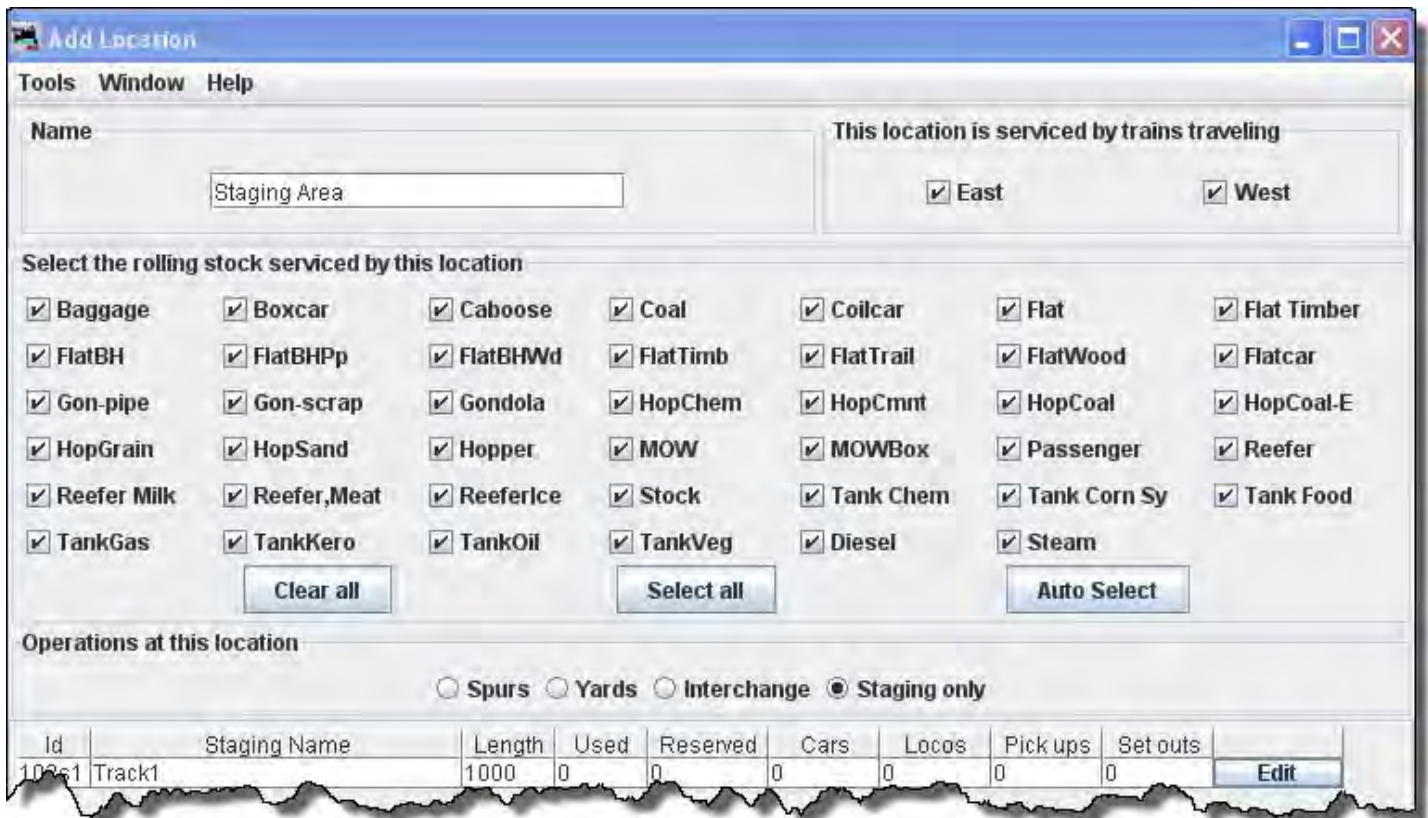 Add Location
Tools Window Help
Name
This location is serviced by trains traveling
Staging Area
East West
Select the rolling stock serviced by this location
Baggage Boxcar Caboose Coal Coilcar Flat Flat Timber
FlatBH FlatBHPp FlatBHWd FlatTimb FlatTrail FlatWood Flatcar
Gon-pipe Gon-scrap Gondola HopChem HopCmnt HopCoal HopCoal-E
HopGrain HopSand Hopper MOW MOWBox Passenger Reefer
Reefer Milk Reefer,Meat ReeferIce Stock Tank Chem Tank Corn Sy Tank Food
TankGas TankKero TankOil TankVeg Diesel Steam
Clear all Select all Auto Select
Operations at this location
Spurs Yards Interchange Staging only
Id Staging Name Length Used Reserved Cars Locos Pick ups Set outs
Track1 1000 0 0 0 0 0 0 Edit